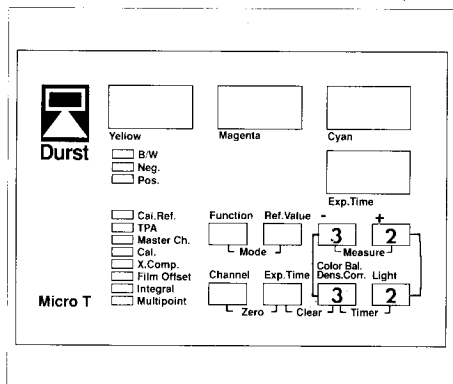 Yellow Magenta Cyan
Durst
B/W
Neg.
Pos.
Exp.Time
Cal.Ref. Function Ref.Value - +
TPA 3 2
Master Ch. Mode Measure
Cal.
X.Comp. Color Bal.
Film Offset Channel Exp.Time Dens.Corr. Light
Integral 3 2
Micro T Multipoint Zero Clear Timer